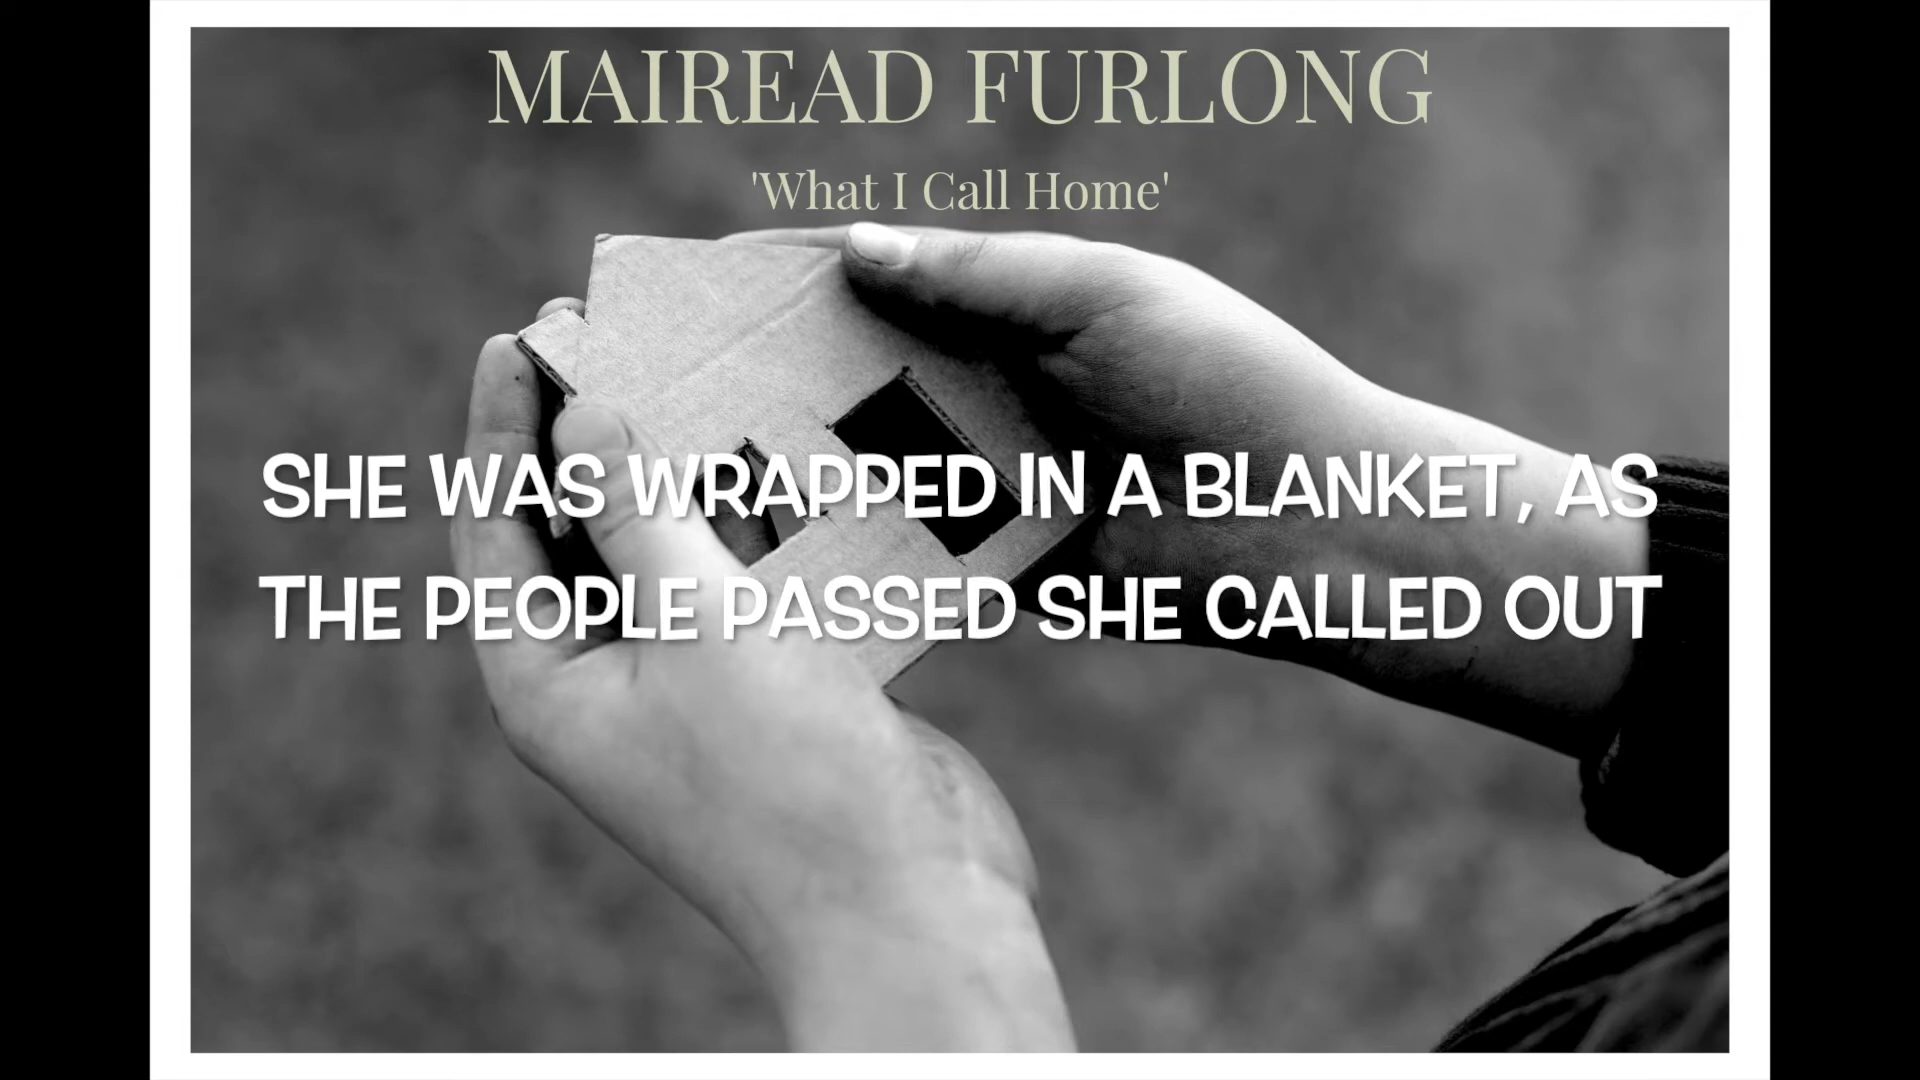 MAIREAD FURLONG
'What I Call Home'
SHE WAS WRAPPED IN A BLANKET, AS
THE PEOPLE PASSED SHE CALLED OUT